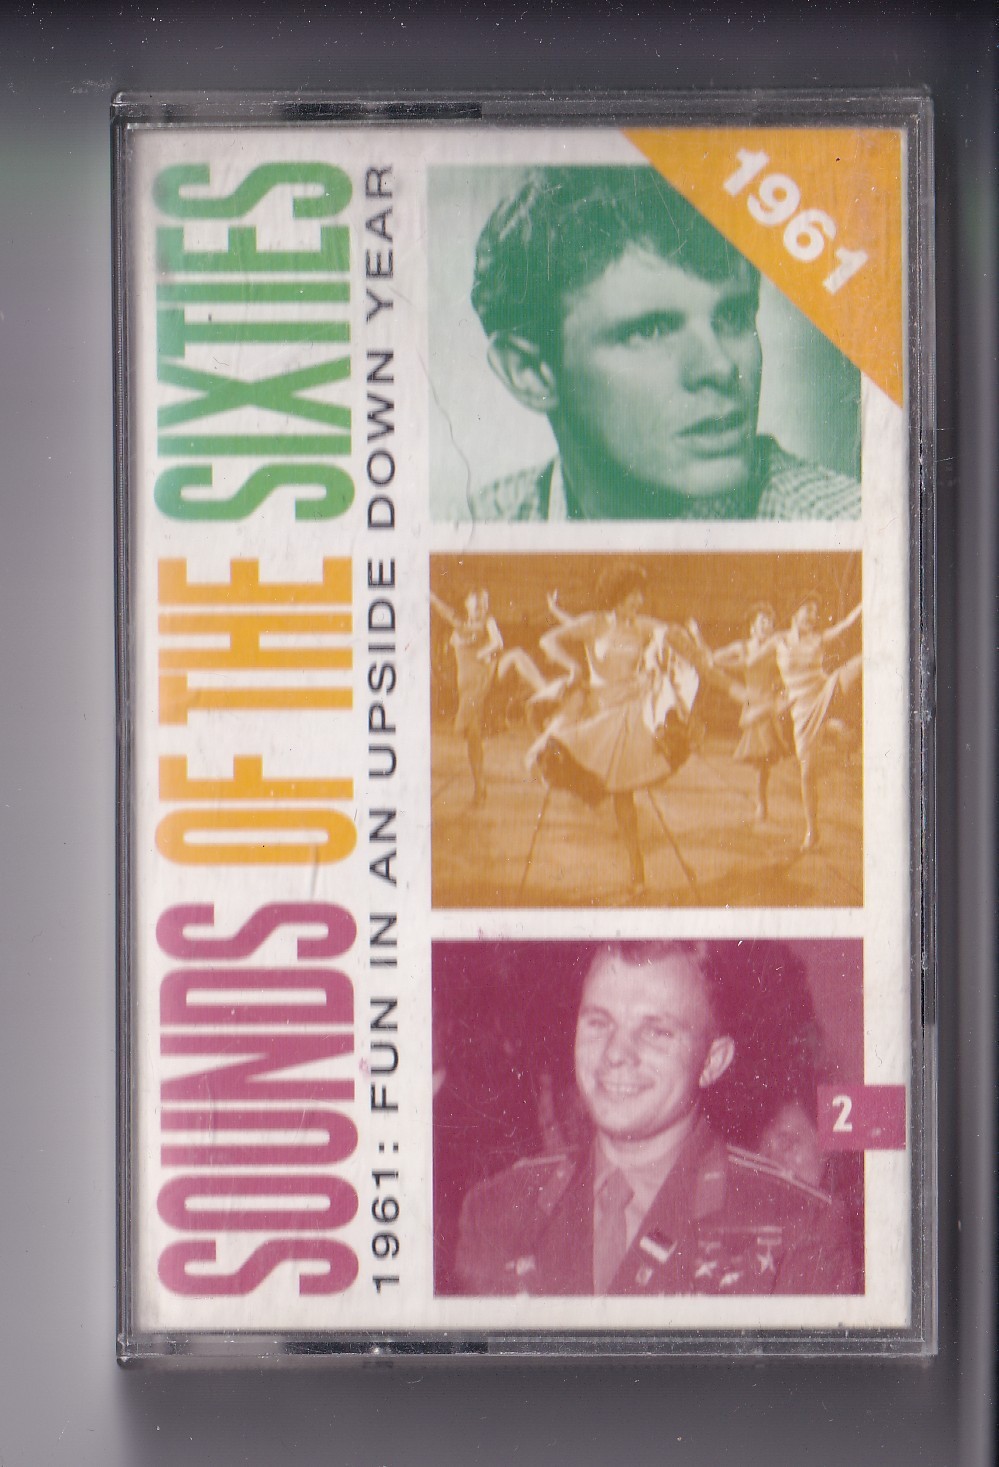 SOUNDS OF THE SIXTIES
1961: FUN IN AN UPSIDE DOWN YEAR
1961
2